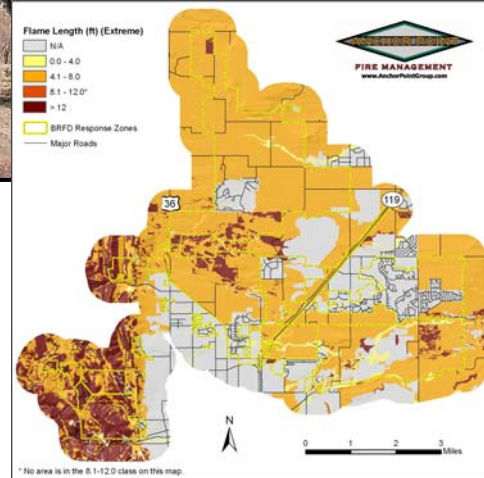 Flame Length (ft) (Extreme)
N/A
0.0 - 4.0
4.1 - 8.0
8.1 - 12.0*
> 12
BRFD Response Zones
Major Roads
ANCHOR POINT
FIRE MANAGEMENT
www.AnchorPointGroup.com
36
119
N
0 1 2 3
Miles
* No area is in the 8.1-12.0 class on this map.